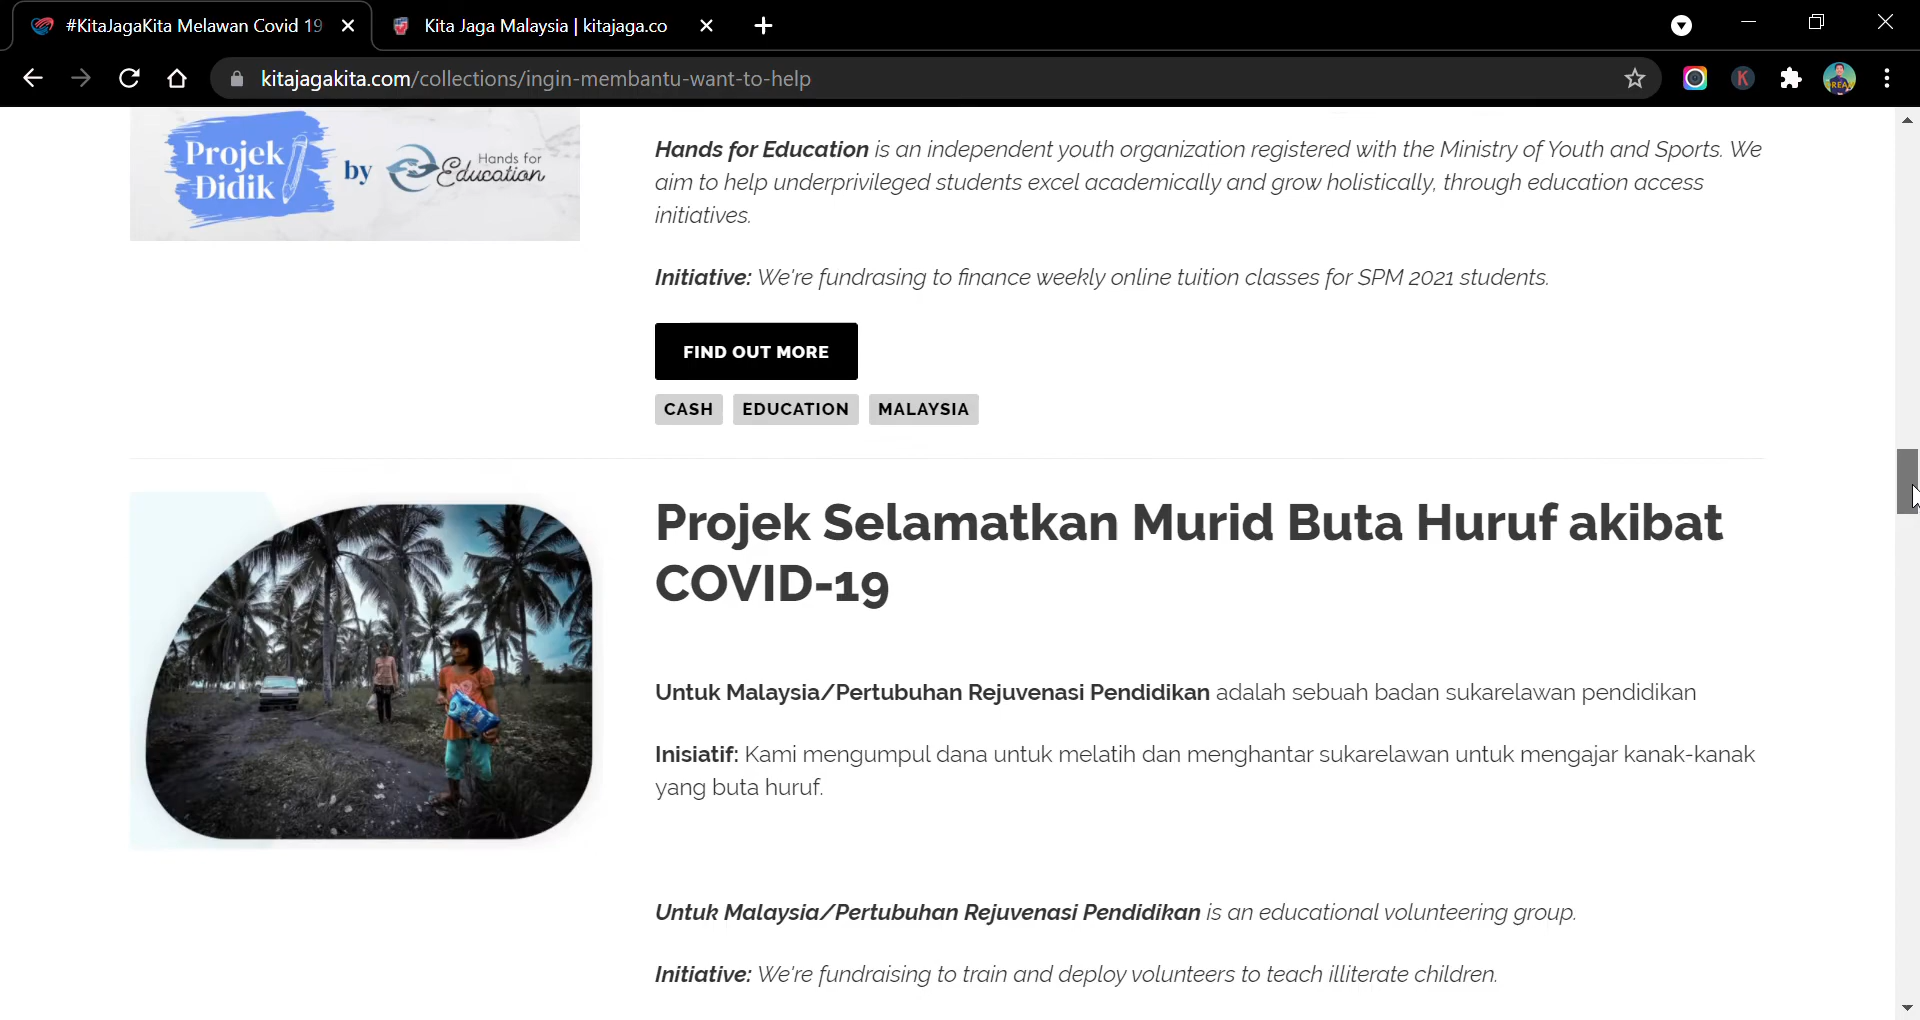 #KitaJagaKita Melawan Covid 19
Kita Jaga Malaysia | kitajaga.co
kitajagakita.com/collections/ingin-membantu-want-to-help
K
Projek
Didik
by
Hands for
Education
Hands for Education is an independent youth organization registered with the Ministry of Youth and Sports. We
aim to help underprivileged students excel academically and grow holistically, through education access
initiatives.
Initiative: We're fundrasing to finance weekly online tuition classes for SPM 2021 students.
FIND OUT MORE
CASH EDUCATION MALAYSIA
Projek Selamatkan Murid Buta Huruf akibat
COVID-19
Untuk Malaysia/Pertubuhan Rejuvenasi Pendidikan adalah sebuah badan sukarelawan pendidikan
Inisiatif: Kami mengumpul dana untuk melatih dan menghantar sukarelawan untuk mengajar kanak-kanak
yang buta huruf.
Untuk Malaysia/Pertubuhan Rejuvenasi Pendidikan is an educational volunteering group.
Initiative: We're fundraising to train and deploy volunteers to teach illiterate children.